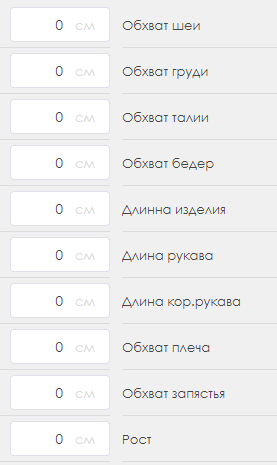 0 см Обхват шеи
0 см Обхват груди
0 см Обхват талии
0 см Обхват бедер
0 см Длинна изделия
0 см Длина рукава
0 см Длина кор.рукава
0 см Обхват плеча
0 см Обхват запястья
0 см Рост